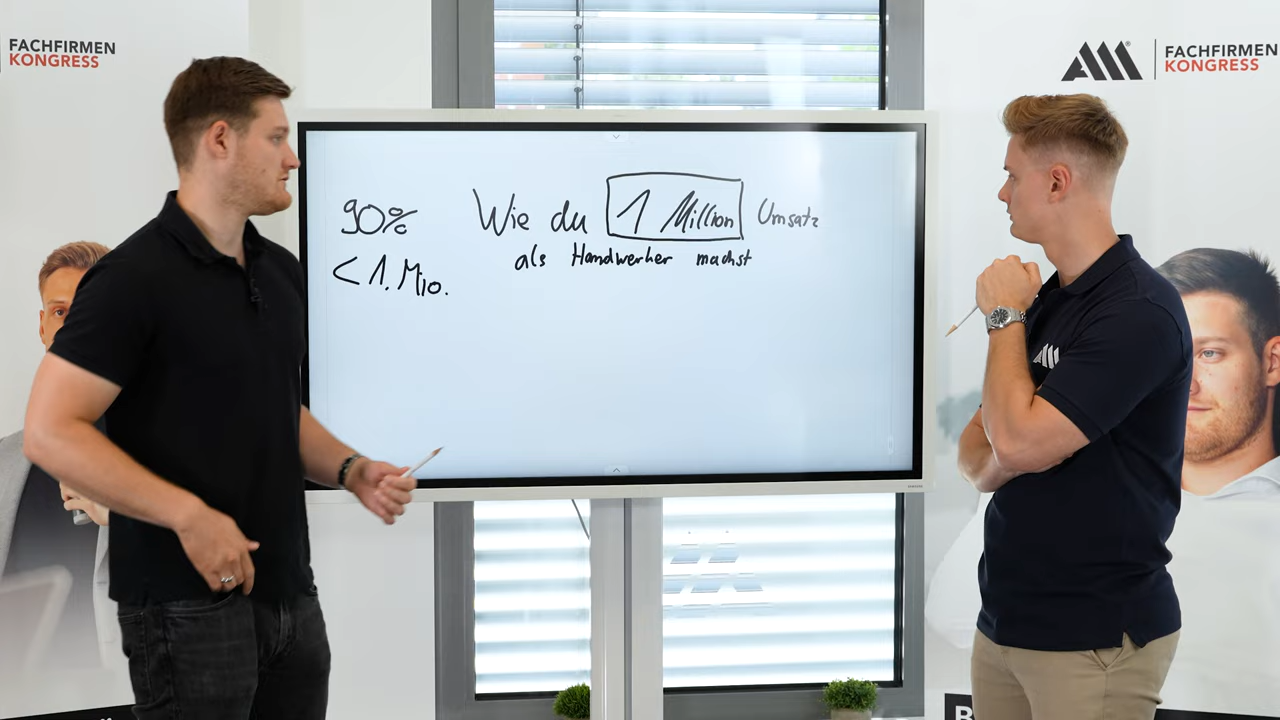 FACHFIRMEN
KONGRESS
FACHFIRMEN
KONGRESS
90%
< 1. Mio.
Wie du 1 Million Umsatz
als Handwerker machst